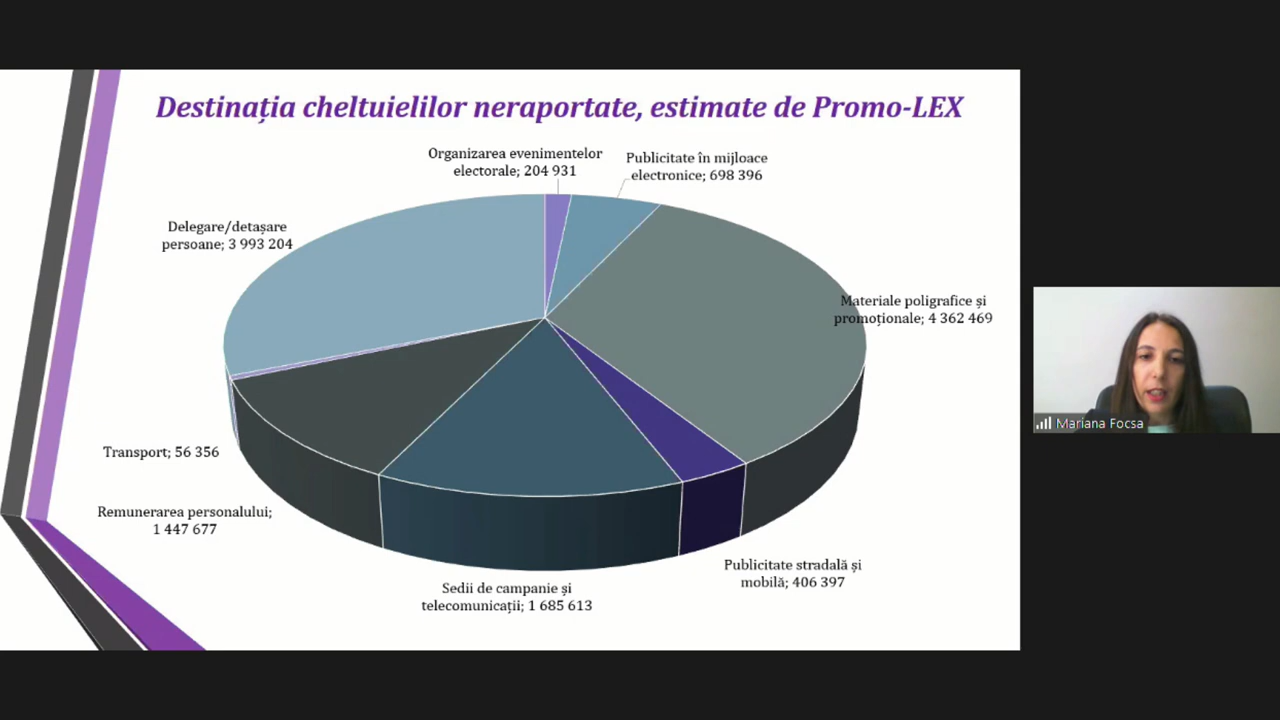 Destinația cheltuielilor neraportate, estimate de Promo-LEX
Organizarea evenimentelor
electorale; 204 931
Publicitate în mijloace
electronice; 698 396
Delegare/detașare
persoane; 3 993 204
Materiale poligrafice și
promoționale; 4 362 469
Transport; 56 356
Remunerarea personalului;
1 447 677
Sedii de campanie și
telecomunicații; 1 685 613
Publicitate stradală și
mobilă; 406 397
Mariana Focsa